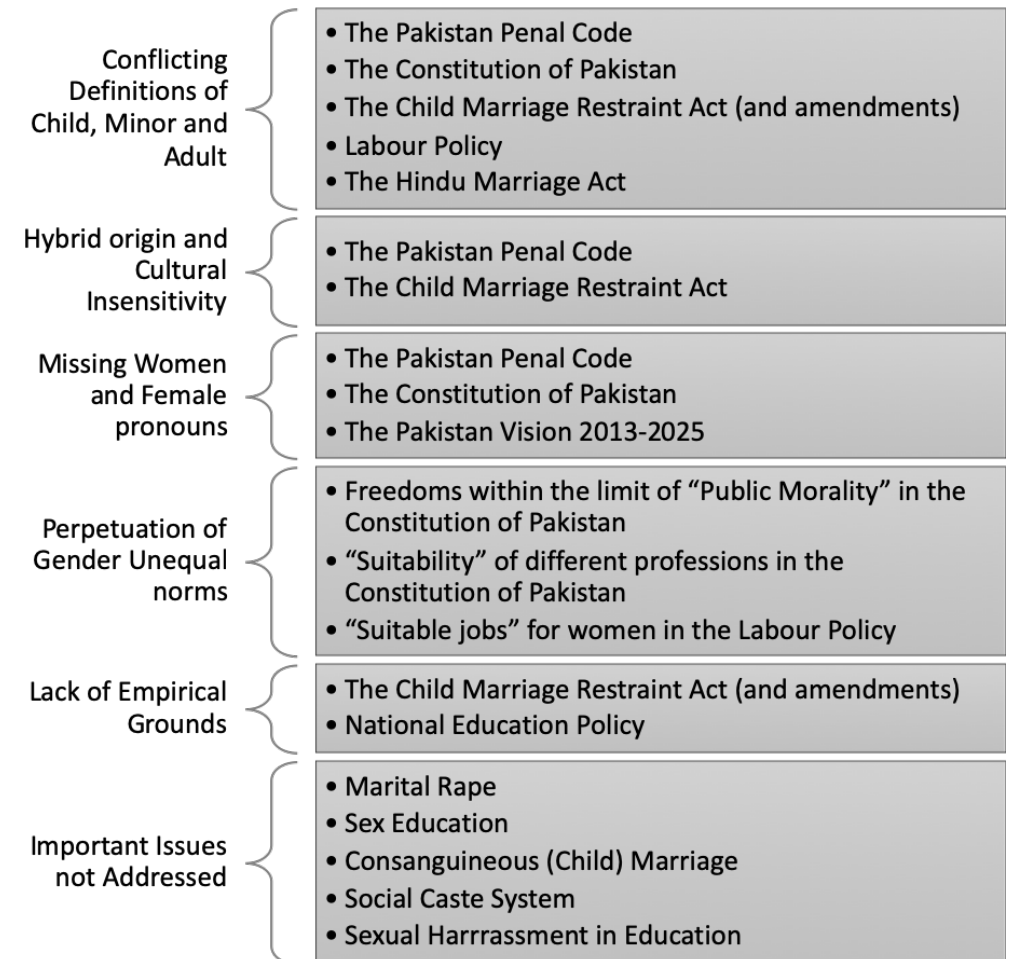 Conflicting
Definitions of
Child, Minor and
Adult
• The Pakistan Penal Code
• The Constitution of Pakistan
• The Child Marriage Restraint Act (and amendments)
• Labour Policy
• The Hindu Marriage Act
Hybrid origin and
Cultural
Insensitivity
• The Pakistan Penal Code
• The Child Marriage Restraint Act
Missing Women
and Female
pronouns
• The Pakistan Penal Code
• The Constitution of Pakistan
• The Pakistan Vision 2013-2025
Perpetuation of
Gender Unequal
norms
• Freedoms within the limit of “Public Morality” in the
Constitution of Pakistan
• “Suitability” of different professions in the
Constitution of Pakistan
• “Suitable jobs” for women in the Labour Policy
Lack of Empirical
Grounds
• The Child Marriage Restraint Act (and amendments)
• National Education Policy
Important Issues
not Addressed
• Marital Rape
• Sex Education
• Consanguineous (Child) Marriage
• Social Caste System
• Sexual Harrrassment in Education